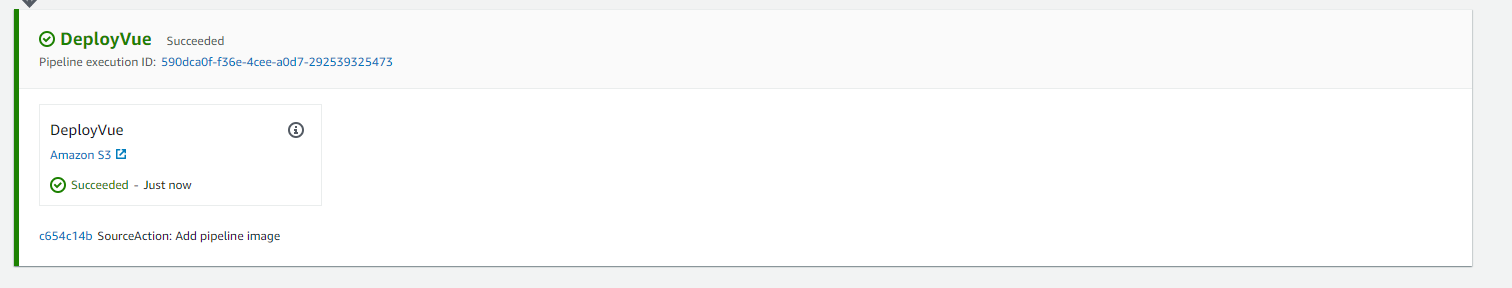 DeployVue Succeeded
Pipeline execution ID: 590dca0f-f36e-4cee-a0d7-292539325473
DeployVue
Amazon S3
Succeeded - Just now
c654c14b SourceAction: Add pipeline image